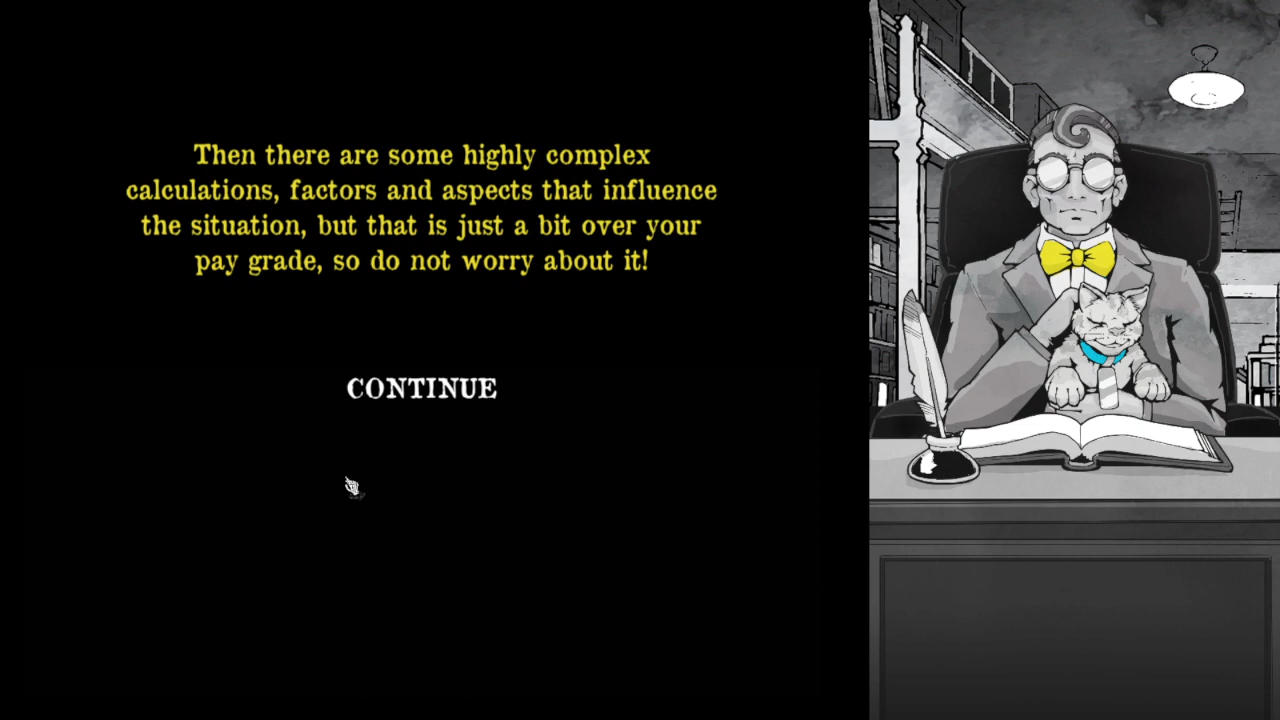 Then there are some highly complex
calculations, factors and aspects that influence
the situation, but that is just a bit over your
pay grade, so do not worry about it!
CONTINUE